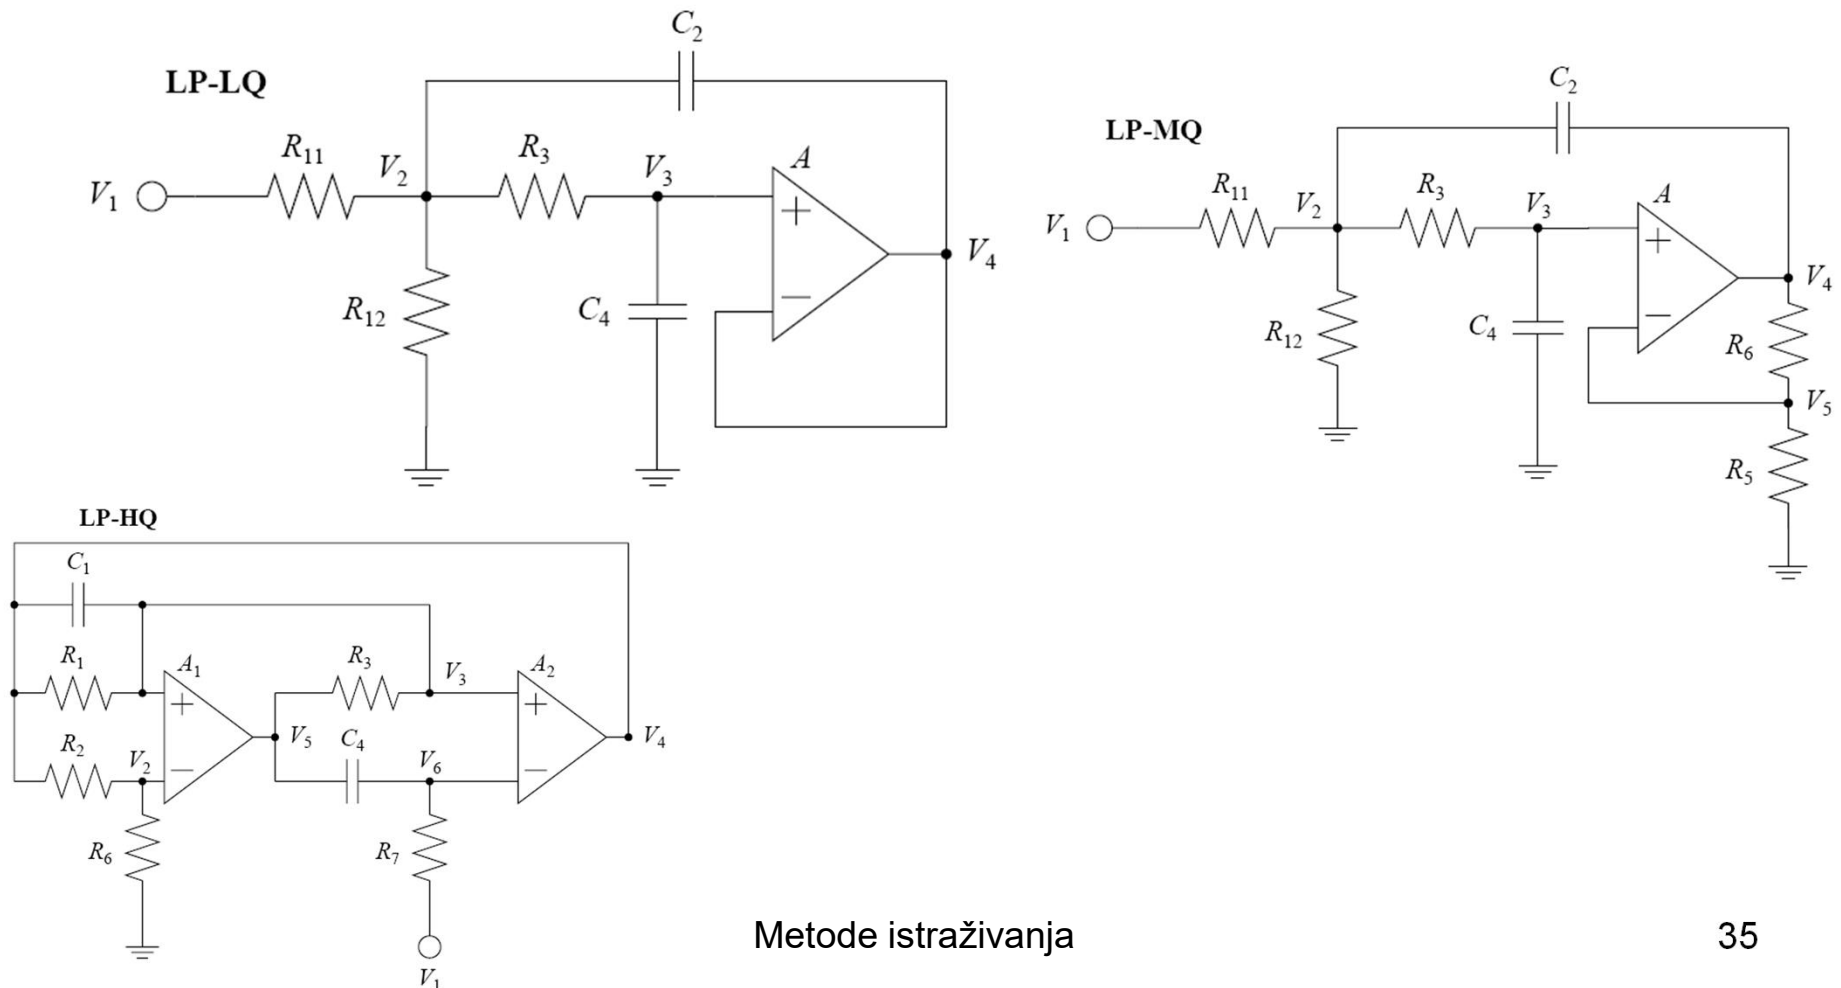 LP-LQ
C2
R11
V2
R3
V3
A
V1
+
V4
R12
C4
−
LP-MQ
C2
R11
V2
R3
V3
A
V1
+
V4
R12
C4
−
R6
V5
R5
LP-HQ
C1
R1
A1
R3
V3
A2
+
+
R2
V2
V5
C4
V6
V4
−
−
R6
R7
V1
Metode istraživanja
35